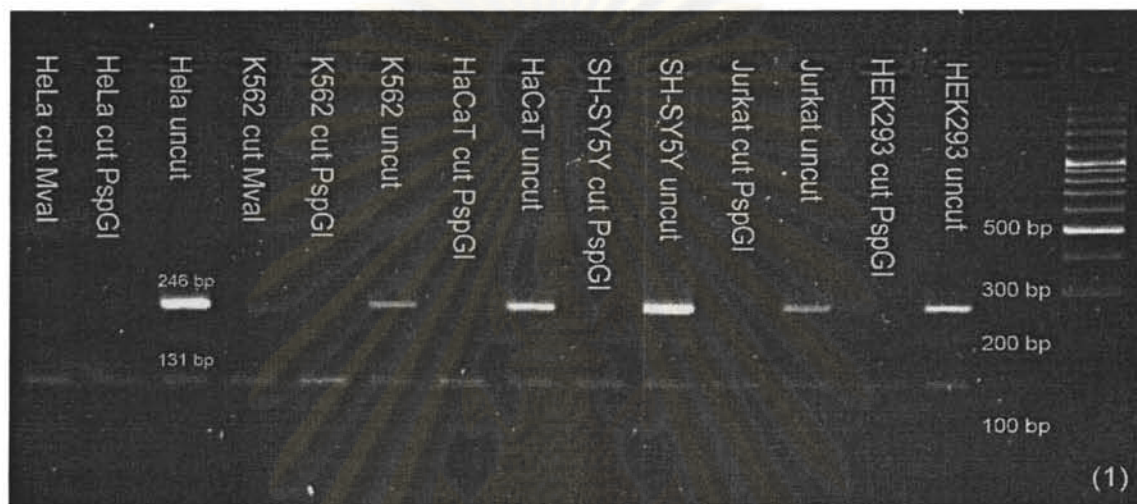 HeLa cut MvaI
HeLa cut PspGI
Hela uncut
K562 cut MvaI
K562 cut PspGI
K562 uncut
HaCaT cut PspGI
HaCaT uncut
SH-SY5Y cut PspGI
SH-SY5Y uncut
Jurkat cut PspGI
Jurkat uncut
HEK293 cut PspGI
HEK293 uncut
500 bp
246 bp
300 bp
200 bp
131 bp
100 bp
(1)